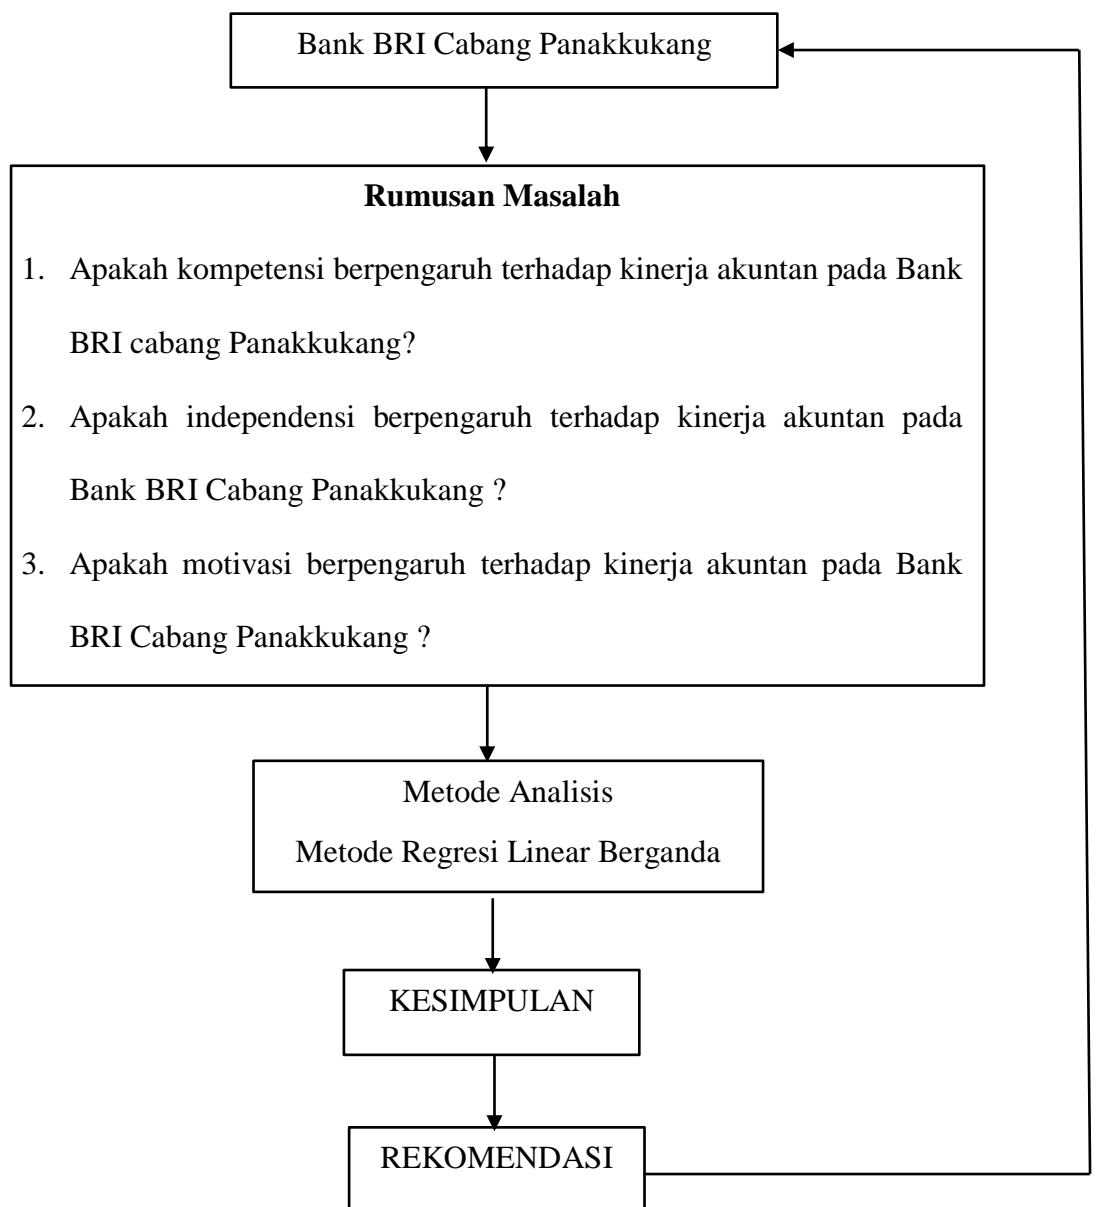 Bank BRI Cabang Panakkukang
Rumusan Masalah
1. Apakah kompetensi berpengaruh terhadap kinerja akuntan pada Bank
BRI cabang Panakkukang?
2. Apakah independensi berpengaruh terhadap kinerja akuntan pada
Bank BRI Cabang Panakkukang ?
3. Apakah motivasi berpengaruh terhadap kinerja akuntan pada Bank
BRI Cabang Panakkukang ?
Metode Analisis
Metode Regresi Linear Berganda
KESIMPULAN
REKOMENDASI